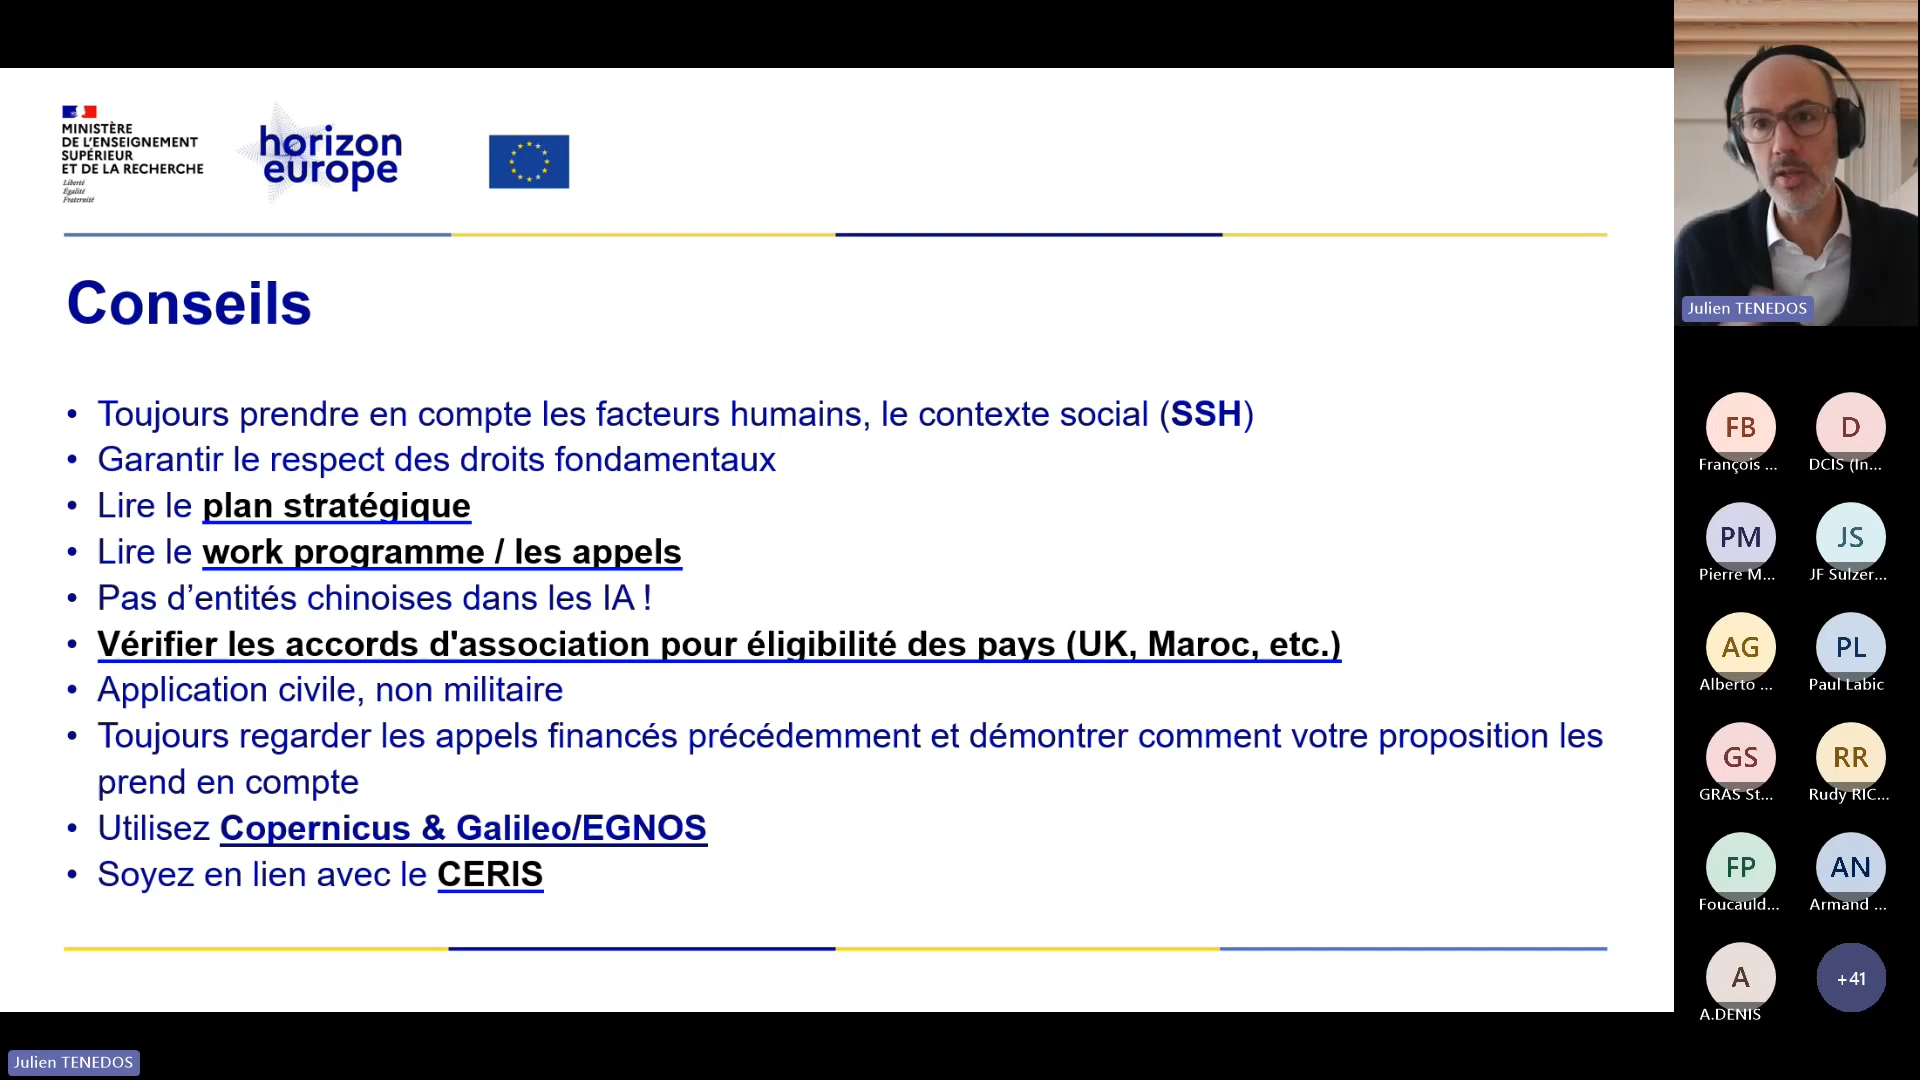 MINISTÈRE
DE L'ENSEIGNEMENT
SUPÉRIEUR
ET DE LA RECHERCHE
Liberté
Égalité
Fraternité
horizon
europe
Conseils
• Toujours prendre en compte les facteurs humains, le contexte social (SSH)
• Garantir le respect des droits fondamentaux
• Lire le plan stratégique
• Lire le work programme / les appels
• Pas d’entités chinoises dans les IA !
• Vérifier les accords d'association pour éligibilité des pays (UK, Maroc, etc.)
• Application civile, non militaire
• Toujours regarder les appels financés précédemment et démontrer comment votre proposition les
prend en compte
• Utilisez Copernicus & Galileo/EGNOS
• Soyez en lien avec le CERIS
Julien TENEDOS
Julien TENEDOS
FB
François ...
D
DCIS (In...
PM
Pierre M...
JS
JF Sulzer...
AG
Alberto ...
PL
Paul Labic
GS
GRAS St...
RR
Rudy RIC...
FP
Foucauld...
AN
Armand ...
A
A.DENIS
+41